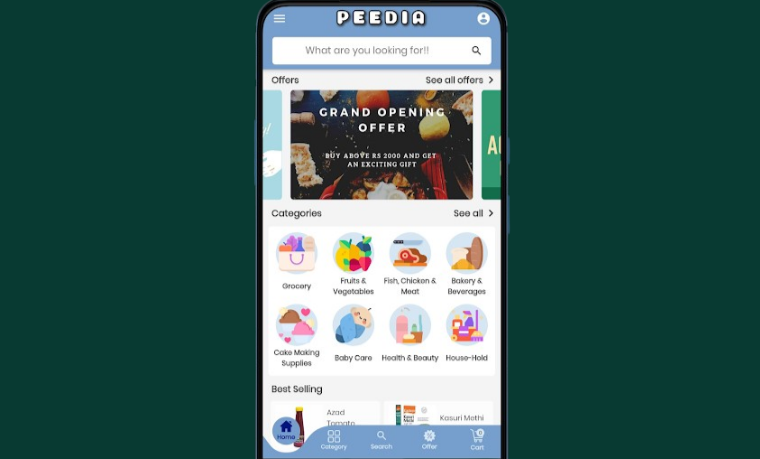 PEEDIA
What are you looking for!!
Offers
See all offers
GRAND OPENING
OFFER
BUY ABOVE RS 2000 AND GET
AN EXCITING GIFT
Categories
See all
Grocery
Fruits &
Vegetables
Fish, Chicken &
Meat
Bakery &
Beverages
Cake Making
Supplies
Baby Care
Health & Beauty
House-Hold
Best Selling
Azad
Tomato
Kasuri Methi
Home
Category
Search
Offer
Cart